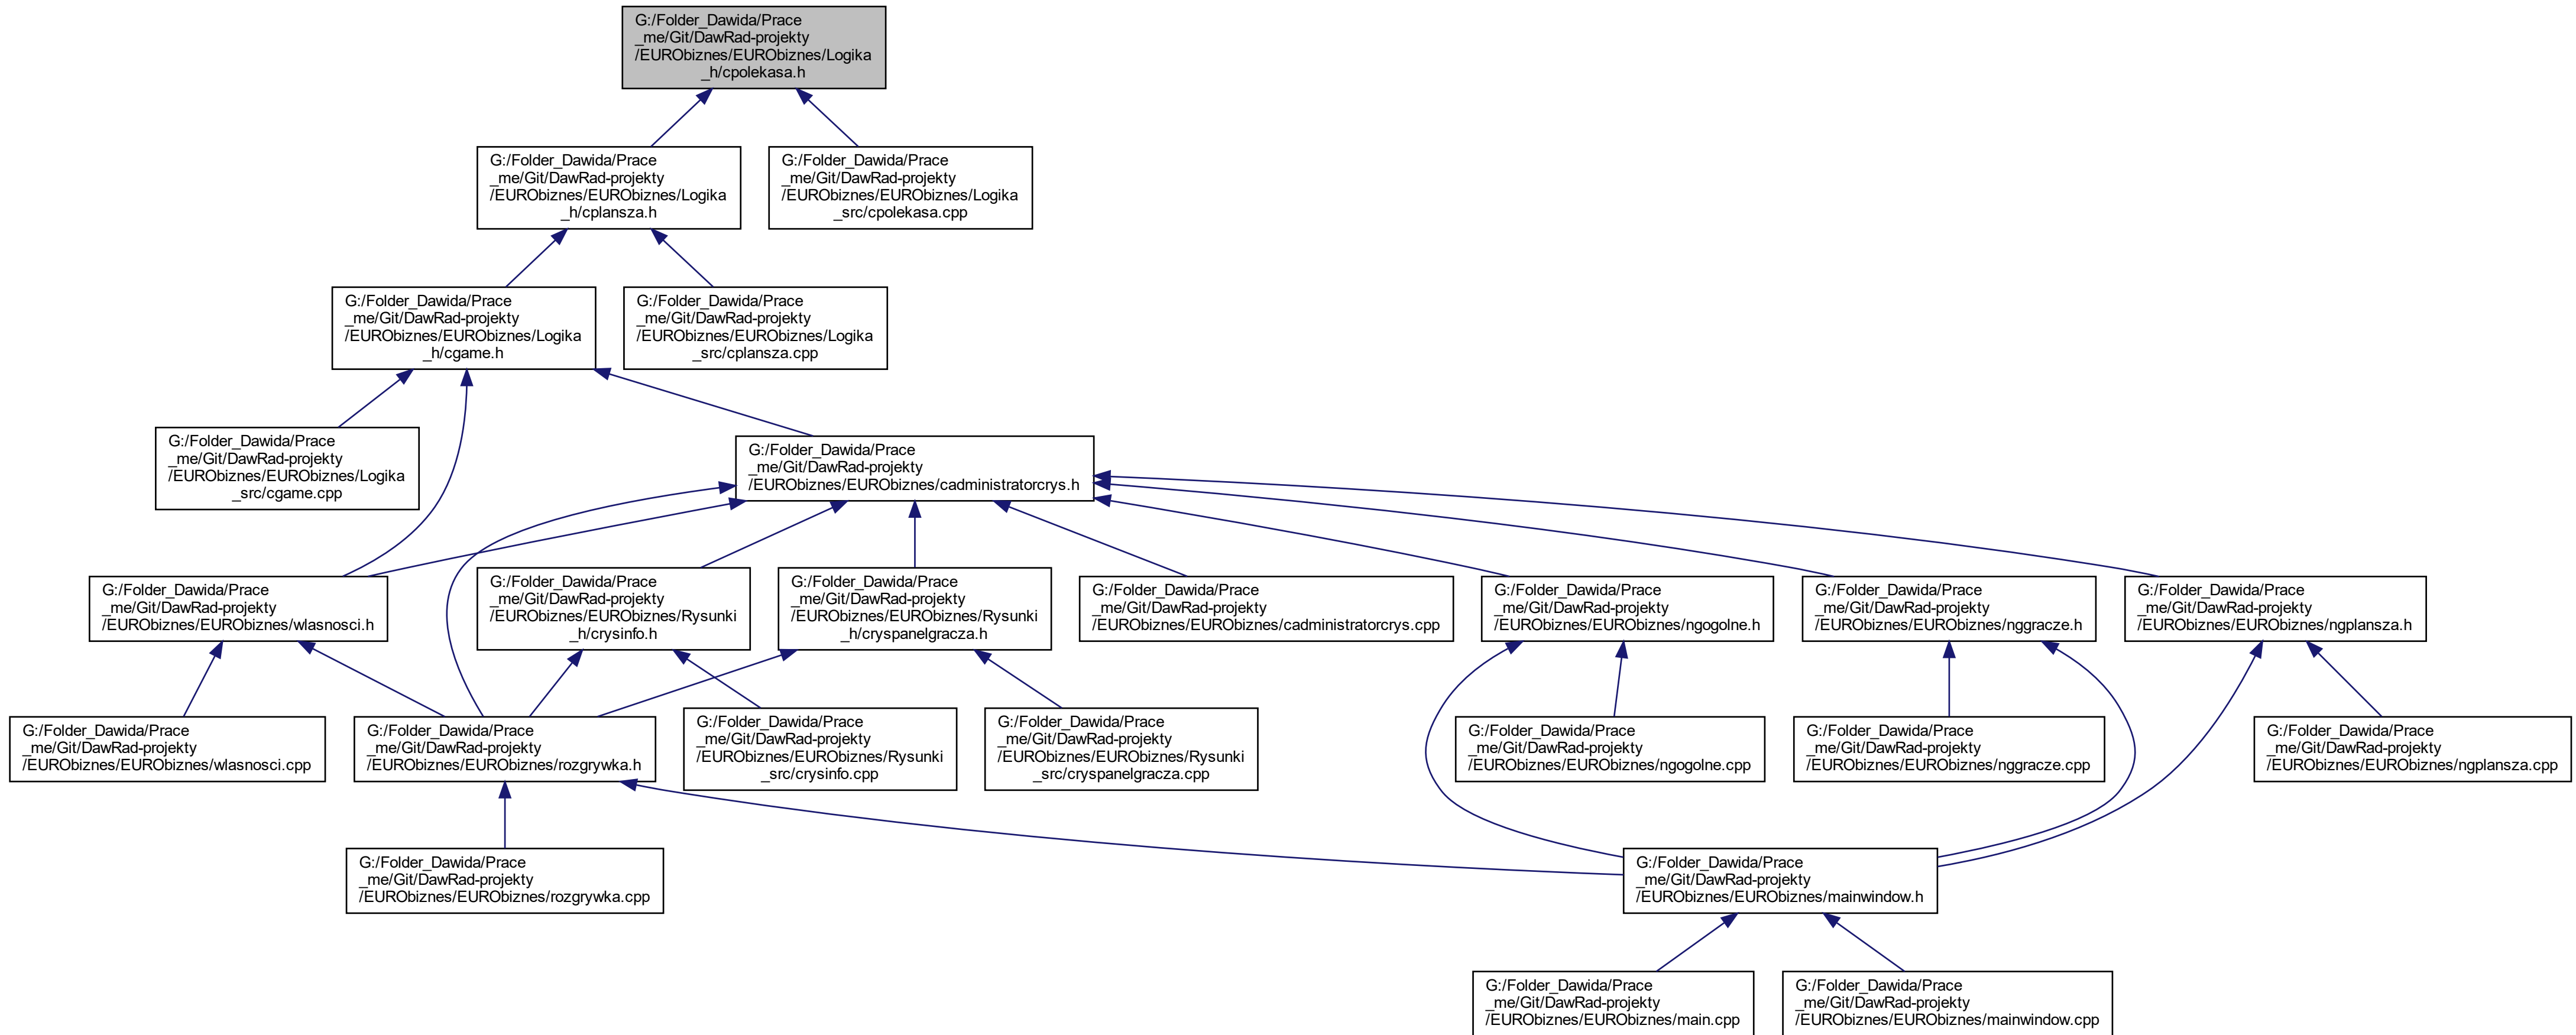 G:/Folder_Dawida/Prace
_me/Git/DawRad-projekty
/EURObiznes/EURObiznes/Logika
_h/cpolekasa.h
G:/Folder_Dawida/Prace
_me/Git/DawRad-projekty
/EURObiznes/EURObiznes/Logika
_h/cplansza.h
G:/Folder_Dawida/Prace
_me/Git/DawRad-projekty
/EURObiznes/EURObiznes/Logika
_src/cpolekasa.cpp
G:/Folder_Dawida/Prace
_me/Git/DawRad-projekty
/EURObiznes/EURObiznes/Logika
_h/cgame.h
G:/Folder_Dawida/Prace
_me/Git/DawRad-projekty
/EURObiznes/EURObiznes/Logika
_src/cplansza.cpp
G:/Folder_Dawida/Prace
_me/Git/DawRad-projekty
/EURObiznes/EURObiznes/Logika
_src/cgame.cpp
G:/Folder_Dawida/Prace
_me/Git/DawRad-projekty
/EURObiznes/EURObiznes/cadministratorcrys.h
G:/Folder_Dawida/Prace
_me/Git/DawRad-projekty
/EURObiznes/EURObiznes/wlasnosci.h
G:/Folder_Dawida/Prace
_me/Git/DawRad-projekty
/EURObiznes/EURObiznes/Rysunki
_h/crysinfo.h
G:/Folder_Dawida/Prace
_me/Git/DawRad-projekty
/EURObiznes/EURObiznes/Rysunki
_h/cryspanelgracza.h
G:/Folder_Dawida/Prace
_me/Git/DawRad-projekty
/EURObiznes/EURObiznes/cadministratorcrys.cpp
G:/Folder_Dawida/Prace
_me/Git/DawRad-projekty
/EURObiznes/EURObiznes/ngogolne.h
G:/Folder_Dawida/Prace
_me/Git/DawRad-projekty
/EURObiznes/EURObiznes/nggracze.h
G:/Folder_Dawida/Prace
_me/Git/DawRad-projekty
/EURObiznes/EURObiznes/ngplansza.h
G:/Folder_Dawida/Prace
_me/Git/DawRad-projekty
/EURObiznes/EURObiznes/wlasnosci.cpp
G:/Folder_Dawida/Prace
_me/Git/DawRad-projekty
/EURObiznes/EURObiznes/rozgrywka.h
G:/Folder_Dawida/Prace
_me/Git/DawRad-projekty
/EURObiznes/EURObiznes/Rysunki
_src/crysinfo.cpp
G:/Folder_Dawida/Prace
_me/Git/DawRad-projekty
/EURObiznes/EURObiznes/Rysunki
_src/cryspanelgracza.cpp
G:/Folder_Dawida/Prace
_me/Git/DawRad-projekty
/EURObiznes/EURObiznes/ngogolne.cpp
G:/Folder_Dawida/Prace
_me/Git/DawRad-projekty
/EURObiznes/EURObiznes/nggracze.cpp
G:/Folder_Dawida/Prace
_me/Git/DawRad-projekty
/EURObiznes/EURObiznes/ngplansza.cpp
G:/Folder_Dawida/Prace
_me/Git/DawRad-projekty
/EURObiznes/EURObiznes/rozgrywka.cpp
G:/Folder_Dawida/Prace
_me/Git/DawRad-projekty
/EURObiznes/EURObiznes/mainwindow.h
G:/Folder_Dawida/Prace
_me/Git/DawRad-projekty
/EURObiznes/EURObiznes/main.cpp
G:/Folder_Dawida/Prace
_me/Git/DawRad-projekty
/EURObiznes/EURObiznes/mainwindow.cpp